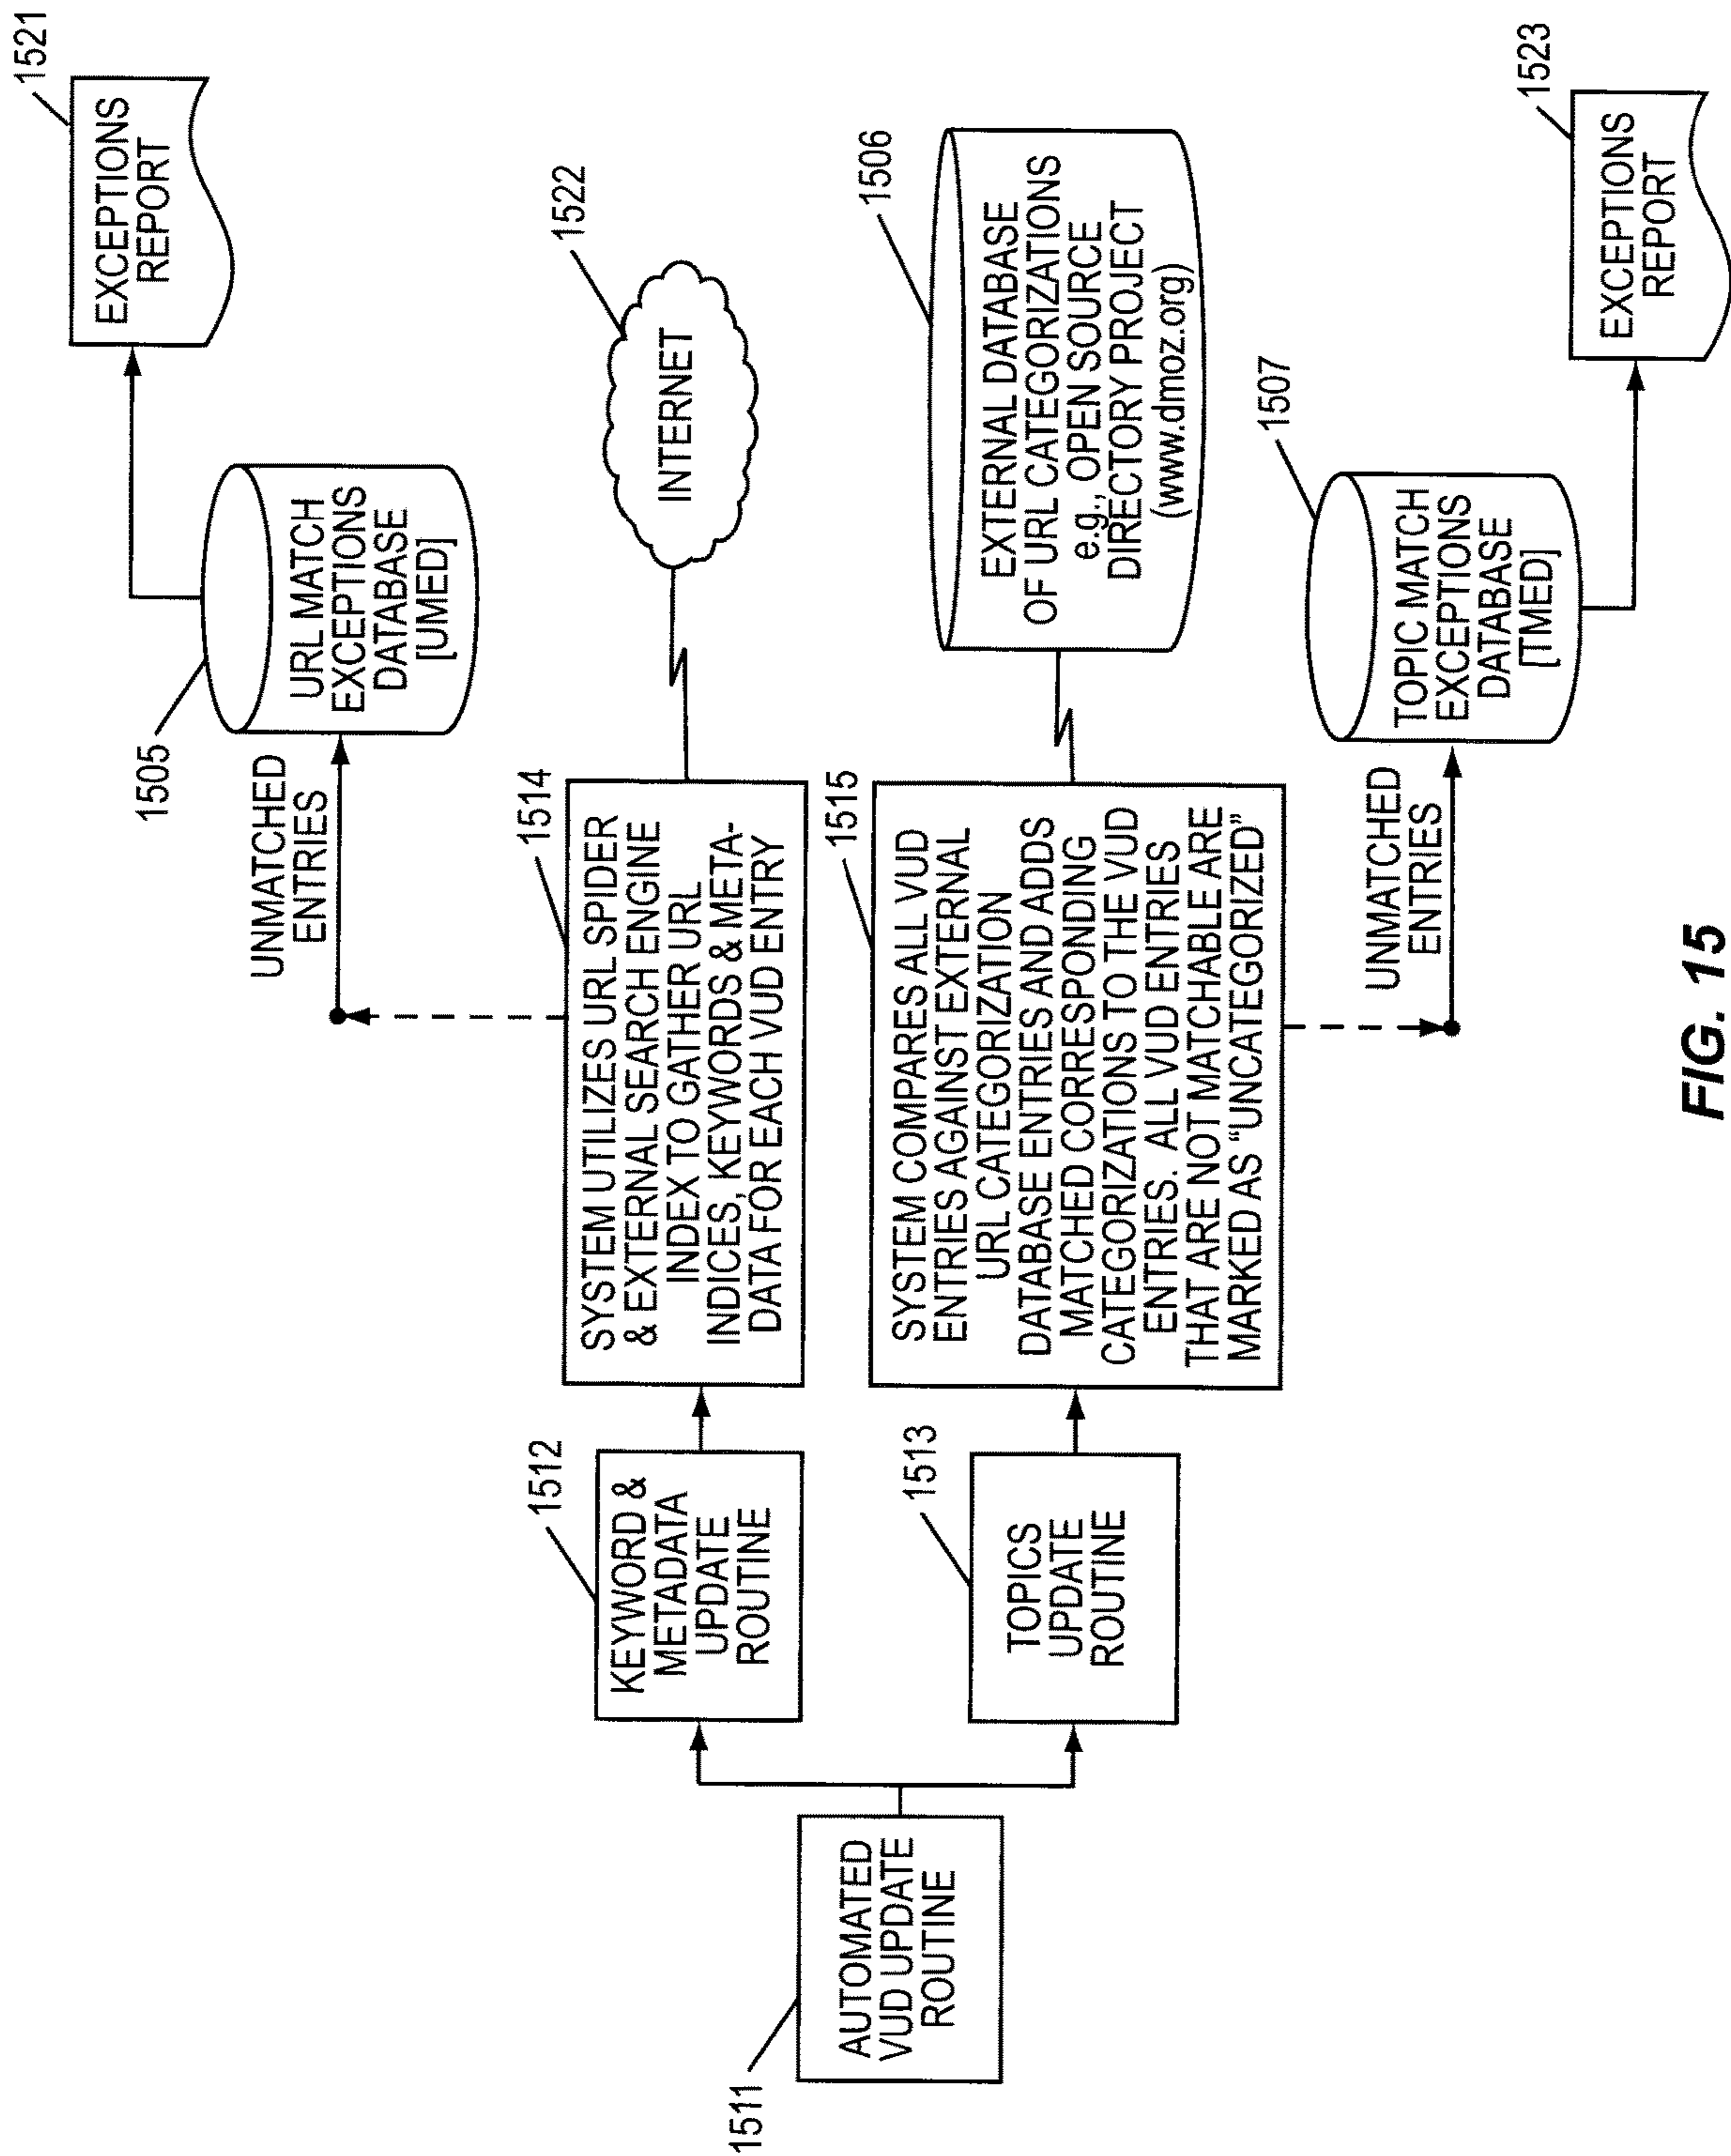 1511
AUTOMATED
VUD UPDATE
ROUTINE
1512
KEYWORD &
METADATA
UPDATE
ROUTINE
1513
TOPICS
UPDATE
ROUTINE
1514
SYSTEM UTILIZES URL SPIDER
& EXTERNAL SEARCH ENGINE
INDEX TO GATHER URL
INDICES, KEYWORDS & META-
DATA FOR EACH VUD ENTRY
1515
SYSTEM COMPARES ALL VUD
ENTRIES AGAINST EXTERNAL
URL CATEGORIZATION
DATABASE ENTRIES AND ADDS
MATCHED CORRESPONDING
CATEGORIZATIONS TO THE VUD
ENTRIES. ALL VUD ENTRIES
THAT ARE NOT MATCHABLE ARE
MARKED AS "UNCATEGORIZED"
UNMATCHED
ENTRIES
1505
URL MATCH
EXCEPTIONS
DATABASE
[UMED]
1521
EXCEPTIONS
REPORT
1522
INTERNET
1506
EXTERNAL DATABASE
OF URL CATEGORIZATIONS
e.g., OPEN SOURCE
DIRECTORY PROJECT
(www.dmoz.org)
UNMATCHED
ENTRIES
1507
TOPIC MATCH
EXCEPTIONS
DATABASE
[TMED]
1523
EXCEPTIONS
REPORT
FIG. 15